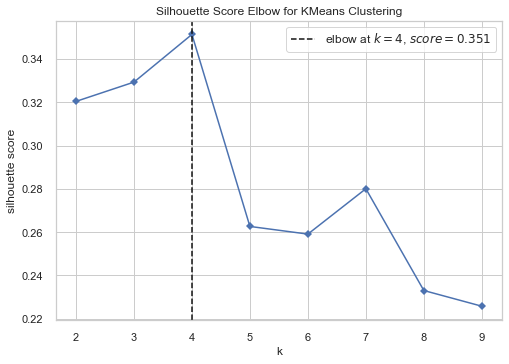 Silhouette Score Elbow for KMeans Clustering
elbow at k = 4, score = 0.351
silhouette score
0.34
0.32
0.30
0.28
0.26
0.24
0.22
2 3 4 5 6 7 8 9
k